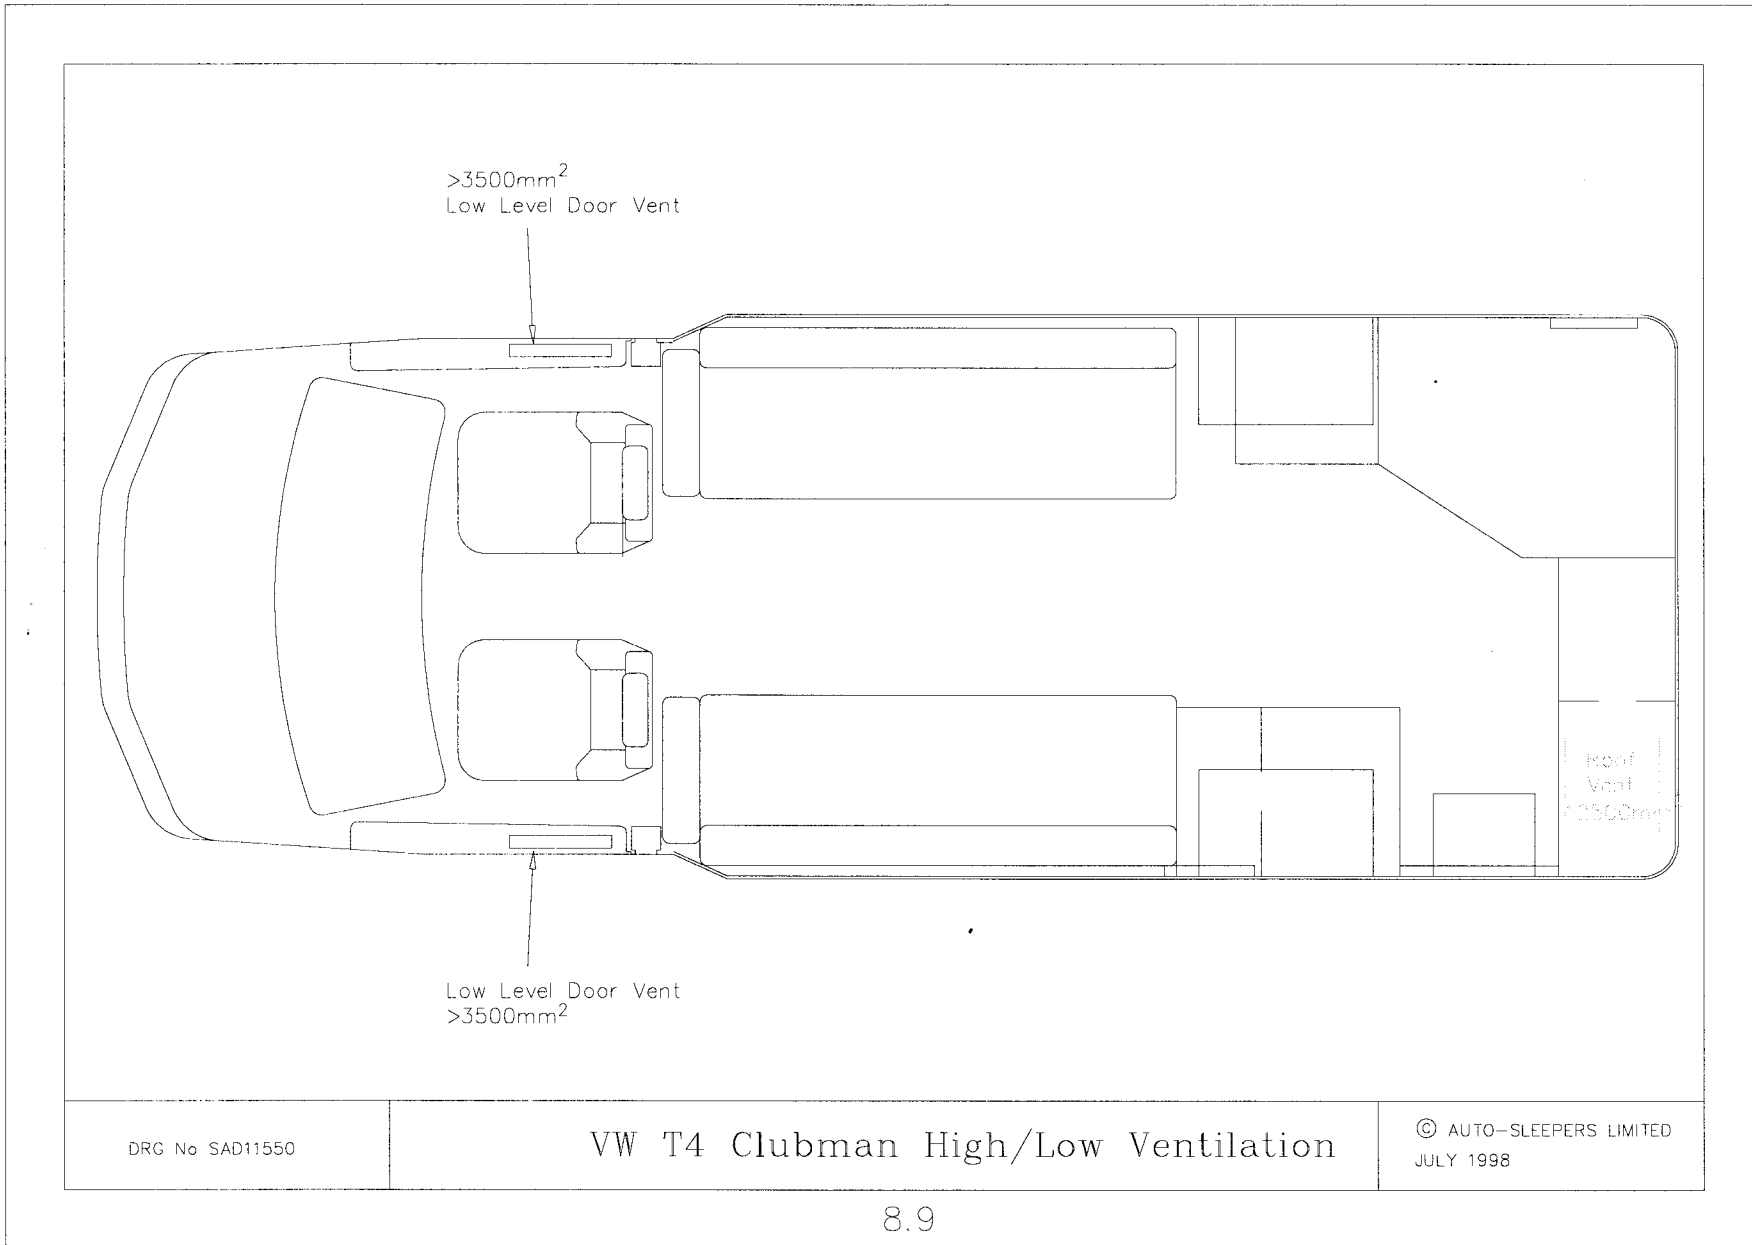 >3500mm²
Low Level Door Vent
Roof
Vent
Low Level Door Vent
>3500mm²
DRG No SAD11550
VW T4 Clubman High/Low Ventilation
© AUTO-SLEEPERS LIMITED
JULY 1998
8.9